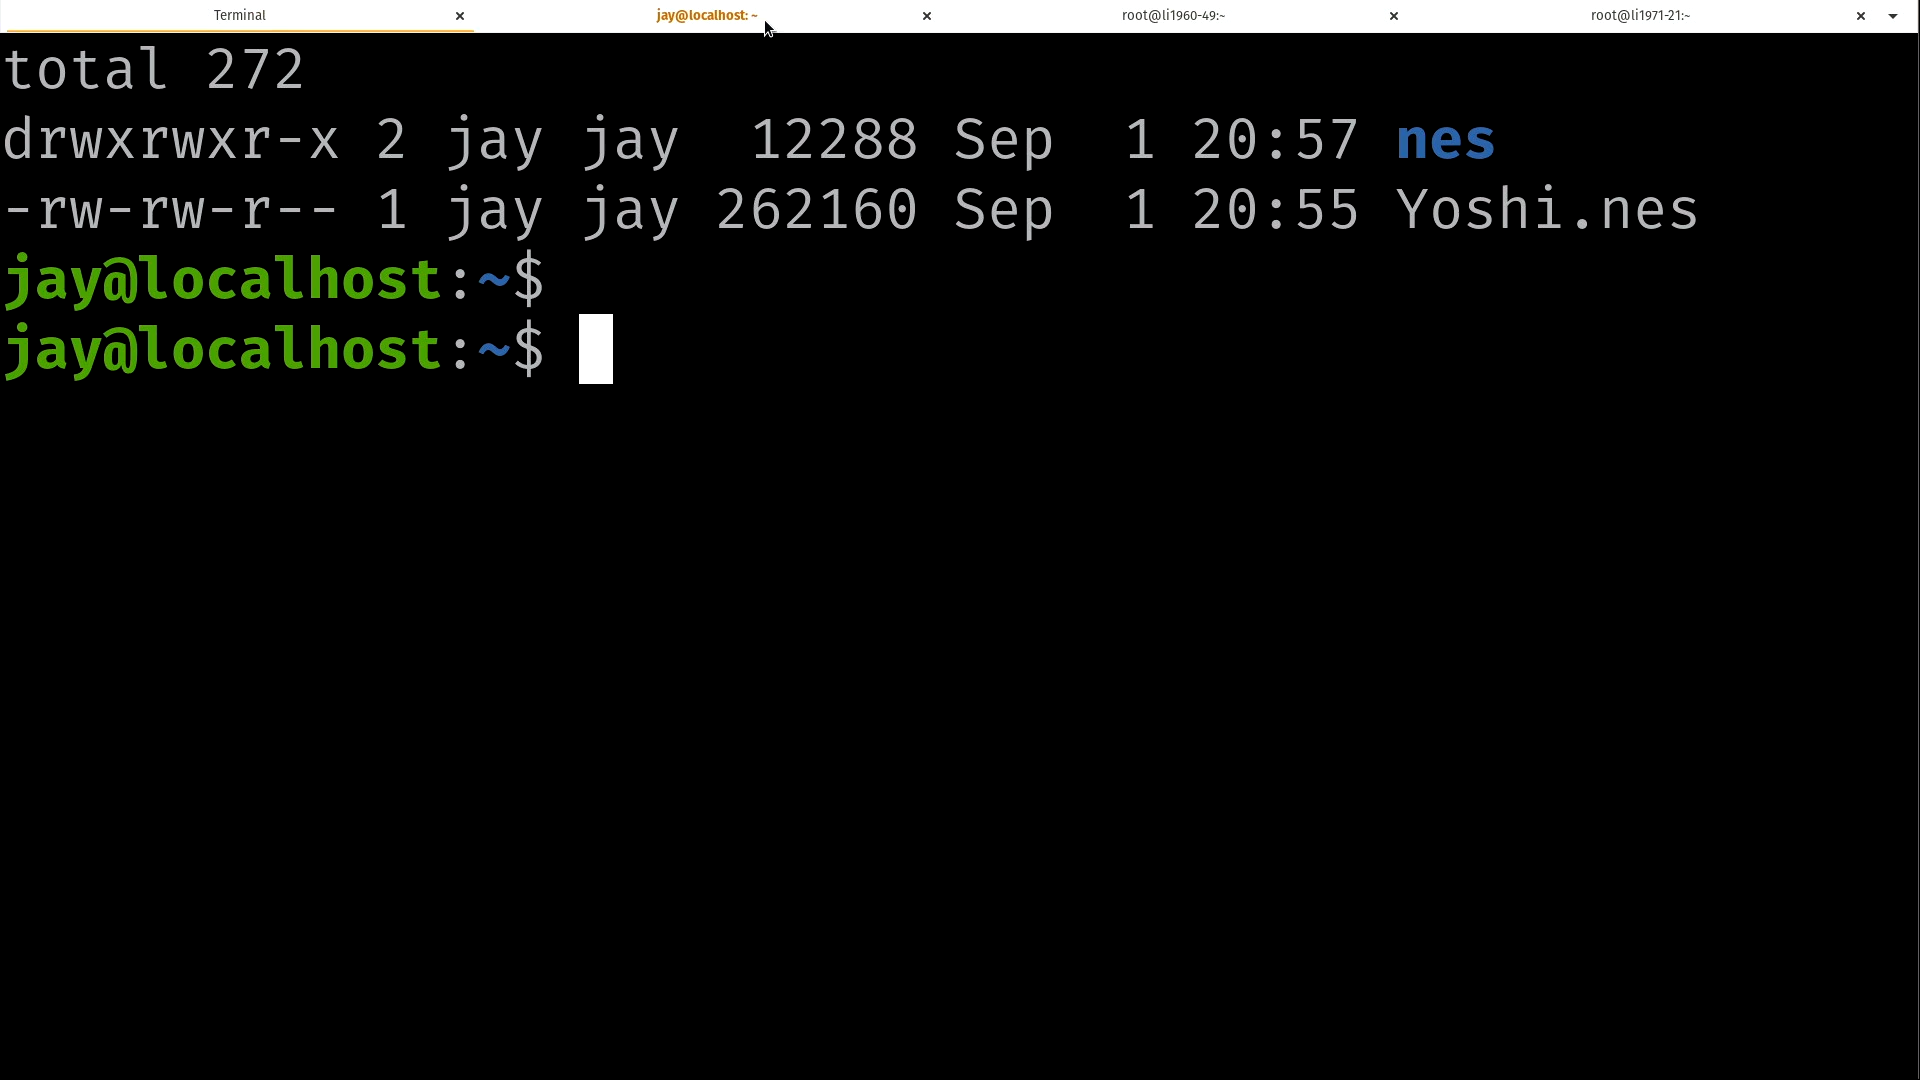 Terminal × jay@localhost: ~ × root@li1960-49:~ × root@li1971-21:~ ×
total 272
drwxrwxr-x 2 jay jay  12288 Sep  1 20:57 nes
-rw-rw-r-- 1 jay jay 262160 Sep  1 20:55 Yoshi.nes
jay@localhost:~$
jay@localhost:~$